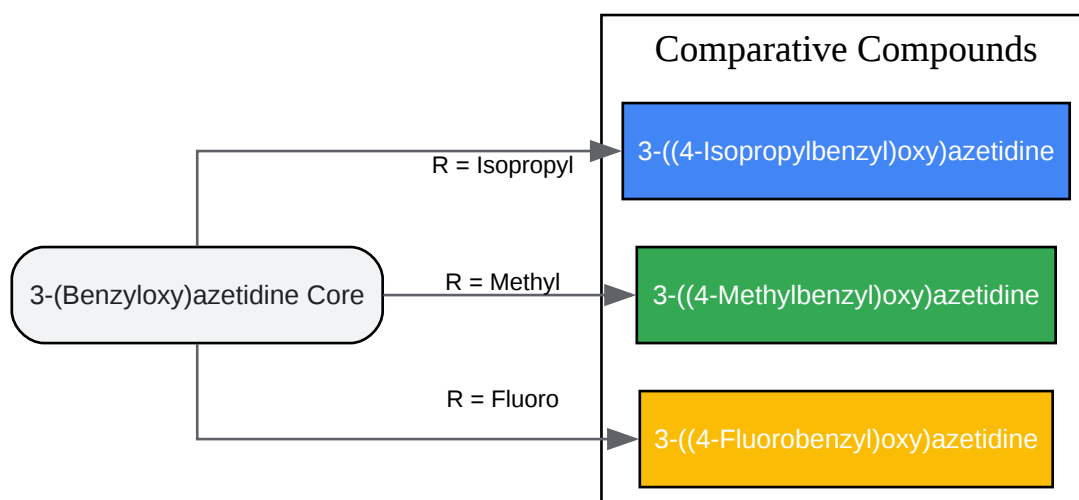 Comparative Compounds
3-((4-Isopropylbenzyl)oxy)azetidine
R = Isopropyl
3-(Benzyloxy)azetidine Core
R = Methyl
3-((4-Methylbenzyl)oxy)azetidine
R = Fluoro
3-((4-Fluorobenzyl)oxy)azetidine